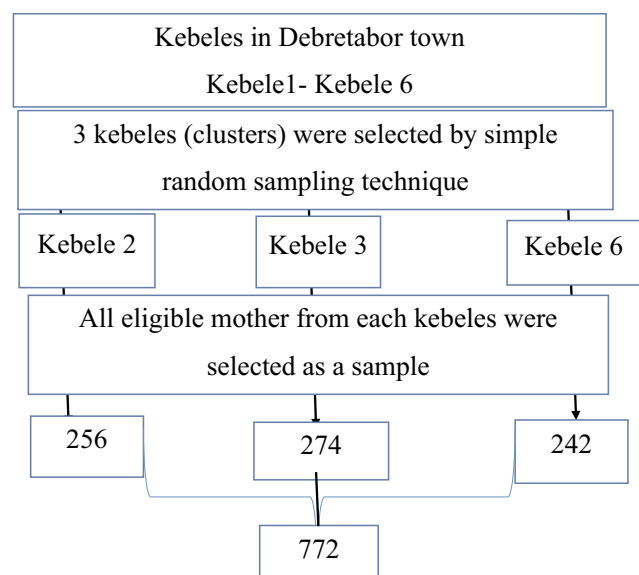 Kebeles in Debretabor town
Kebele1- Kebele 6
3 kebeles (clusters) were selected by simple
random sampling technique
Kebele 2
Kebele 3
Kebele 6
All eligible mother from each kebeles were
selected as a sample
256
274
242
772